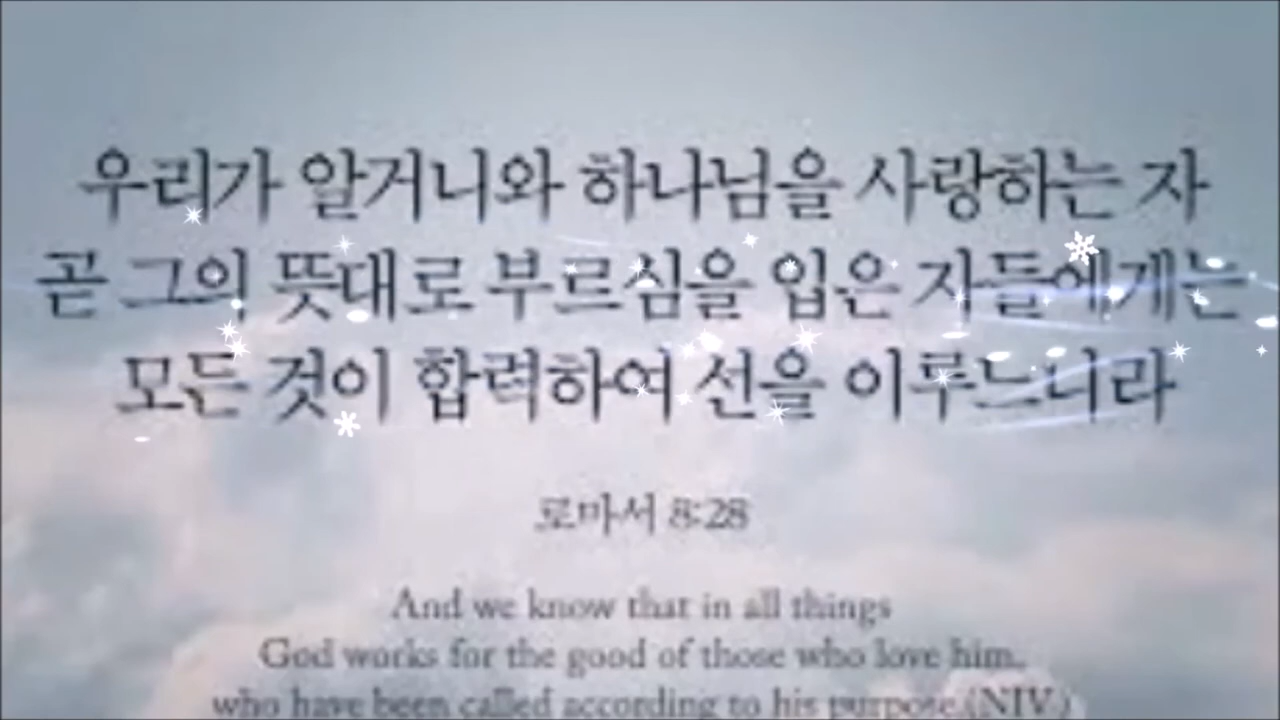 우리가 알거니와 하나님을 사랑하는 자
곧 그의 뜻대로 부르심을 입은 자들에게는
모든 것이 합력하여 선을 이루느니라
로마서 8:28
And we know that in all things
God works for the good of those who love him,
who have been called according to his purpose.(NIV)